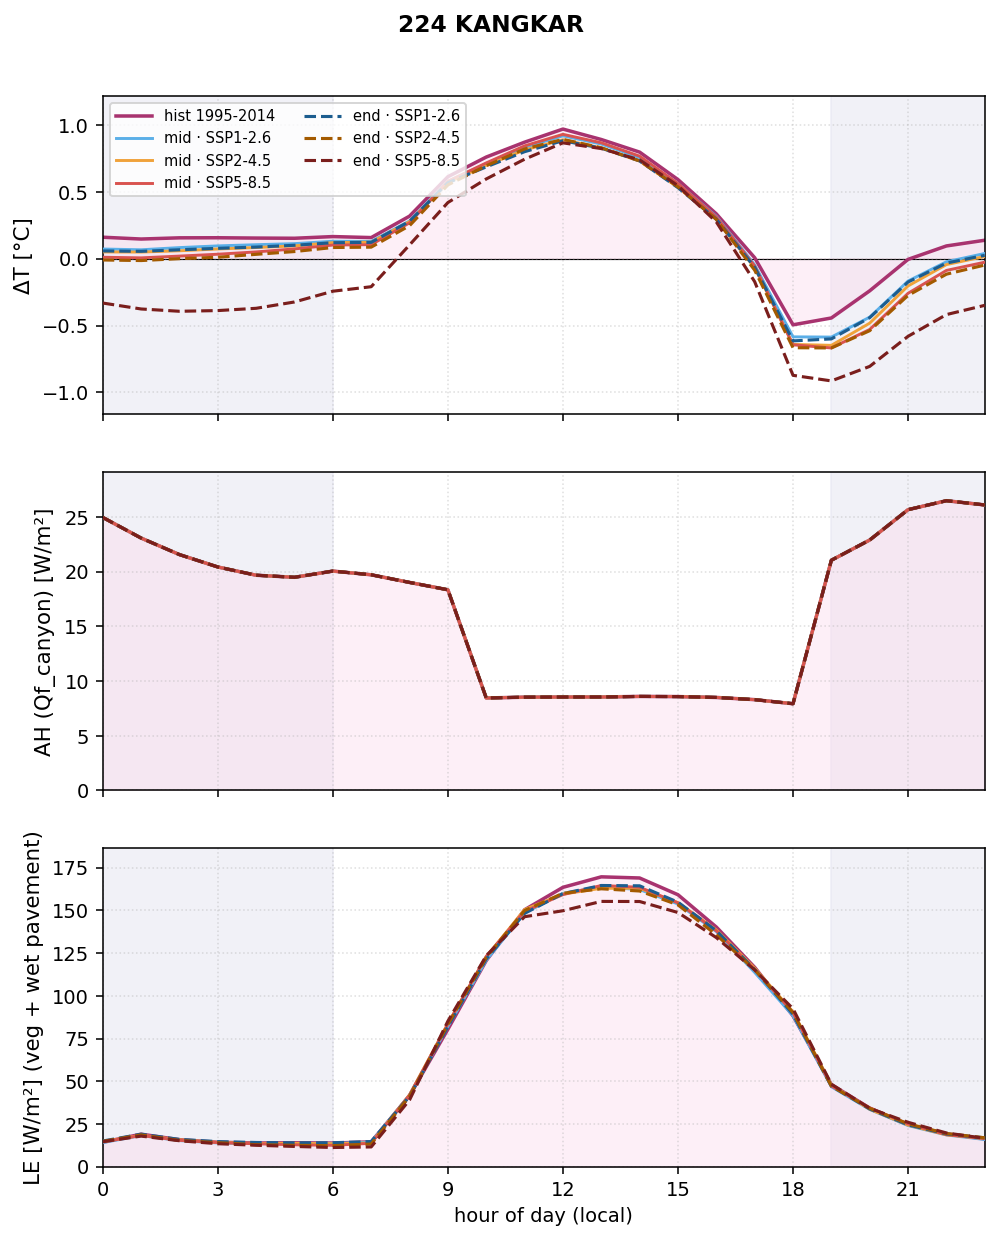 224 KANGKAR
hist 1995-2014
mid · SSP1-2.6
mid · SSP2-4.5
mid · SSP5-8.5
end · SSP1-2.6
end · SSP2-4.5
end · SSP5-8.5
ΔT [°C]
1.0
0.5
0.0
−0.5
−1.0
AH (Qf_canyon) [W/m²]
25
20
15
10
5
0
LE [W/m²] (veg + wet pavement)
175
150
125
100
75
50
25
0
0 3 6 9 12 15 18 21
hour of day (local)